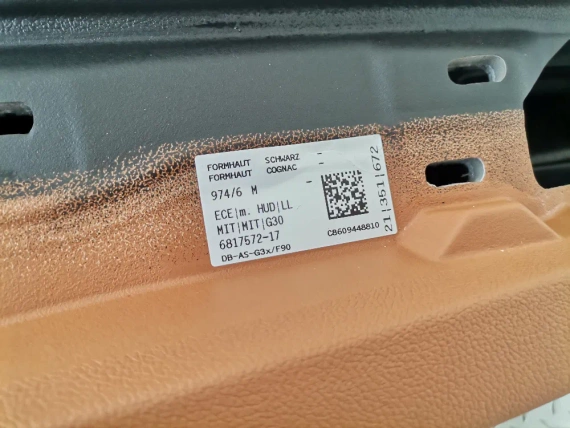 FORMHAUT SCHWARZ -
FORMHAUT COGNAC -
974/6 M -
ECE|m. HUD|LL
MIT|MIT|G30
6817572-17
DB-AS-G3x/F90
C8609448810
21|351|672